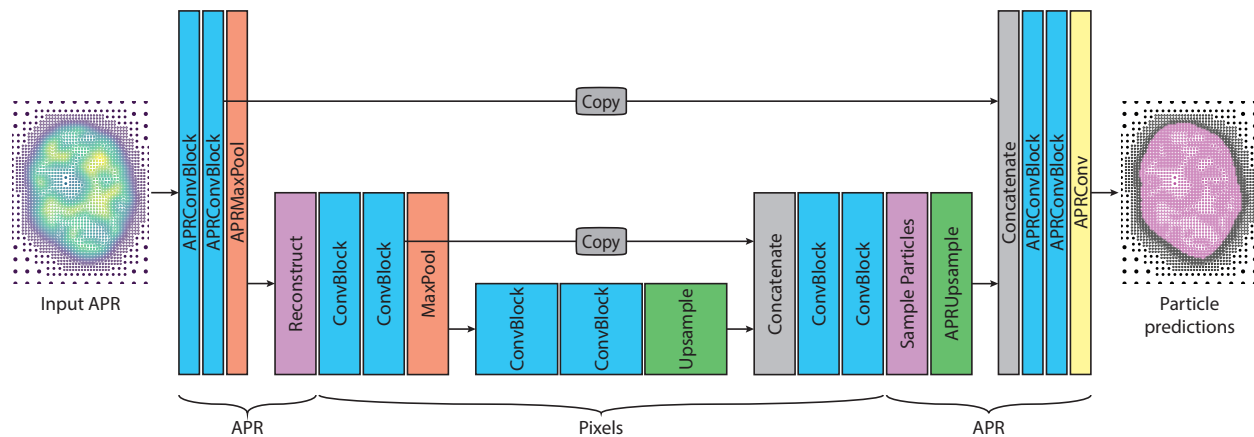 Input APR
APRConvBlock
APRConvBlock
APRMaxPool
Reconstruct
ConvBlock
ConvBlock
MaxPool
Copy
Copy
ConvBlock
ConvBlock
Upsample
Concatenate
ConvBlock
ConvBlock
Sample Particles
APRUpsample
Concatenate
APRConvBlock
APRConvBlock
APRConv
Particle
predictions
APR
Pixels
APR